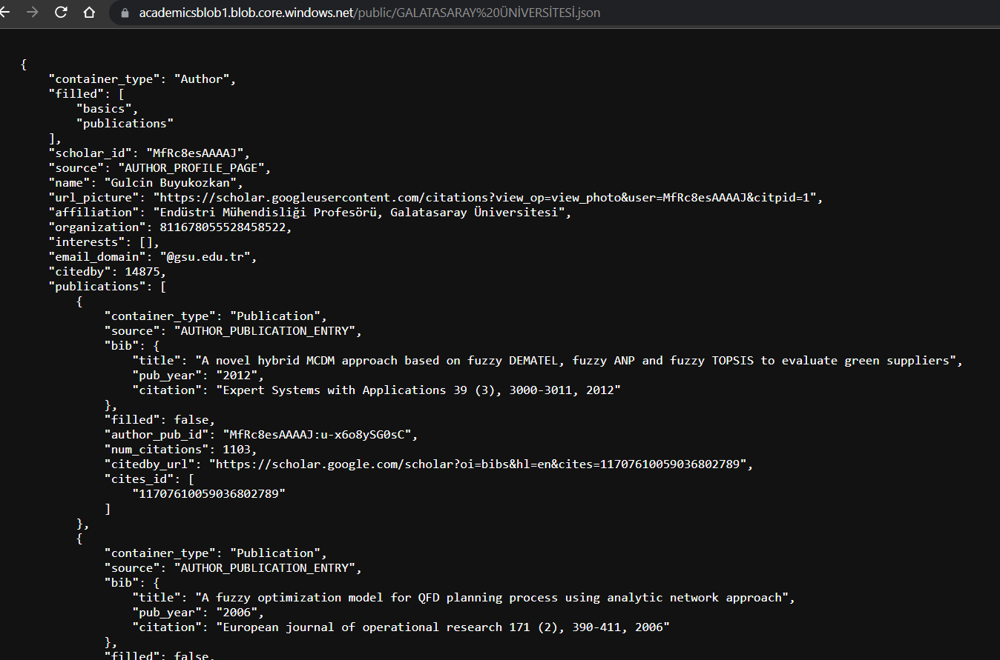 academicsblob1.blob.core.windows.net/public/GALATASARAY%20ÜNİVERSİTESİ.json
{
"container_type": "Author",
"filled": [
"basics",
"publications"
],
"scholar_id": "MfRc8esAAAAJ",
"source": "AUTHOR_PROFILE_PAGE",
"name": "Gulcin Buyukozkan",
"url_picture": "https://scholar.googleusercontent.com/citations?view_op=view_photo&user=MfRc8esAAAAJ&citpid=1",
"affiliation": "Endüstri Mühendisliği Profesörü, Galatasaray Üniversitesi",
"organization": 811678055528458522,
"interests": [],
"email_domain": "@gsu.edu.tr",
"citedby": 14875,
"publications": [
{
"container_type": "Publication",
"source": "AUTHOR_PUBLICATION_ENTRY",
"bib": {
"title": "A novel hybrid MCDM approach based on fuzzy DEMATEL, fuzzy ANP and fuzzy TOPSIS to evaluate green suppliers",
"pub_year": "2012",
"citation": "Expert Systems with Applications 39 (3), 3000-3011, 2012"
},
"filled": false,
"author_pub_id": "MfRc8esAAAAJ:u-x6o8ySG0sC",
"num_citations": 1103,
"citedby_url": "https://scholar.google.com/scholar?oi=bibs&hl=en&cites=11707610059036802789",
"cites_id": [
"11707610059036802789"
]
},
{
"container_type": "Publication",
"source": "AUTHOR_PUBLICATION_ENTRY",
"bib": {
"title": "A fuzzy optimization model for QFD planning process using analytic network approach",
"pub_year": "2006",
"citation": "European journal of operational research 171 (2), 390-411, 2006"
},
"filled": false,